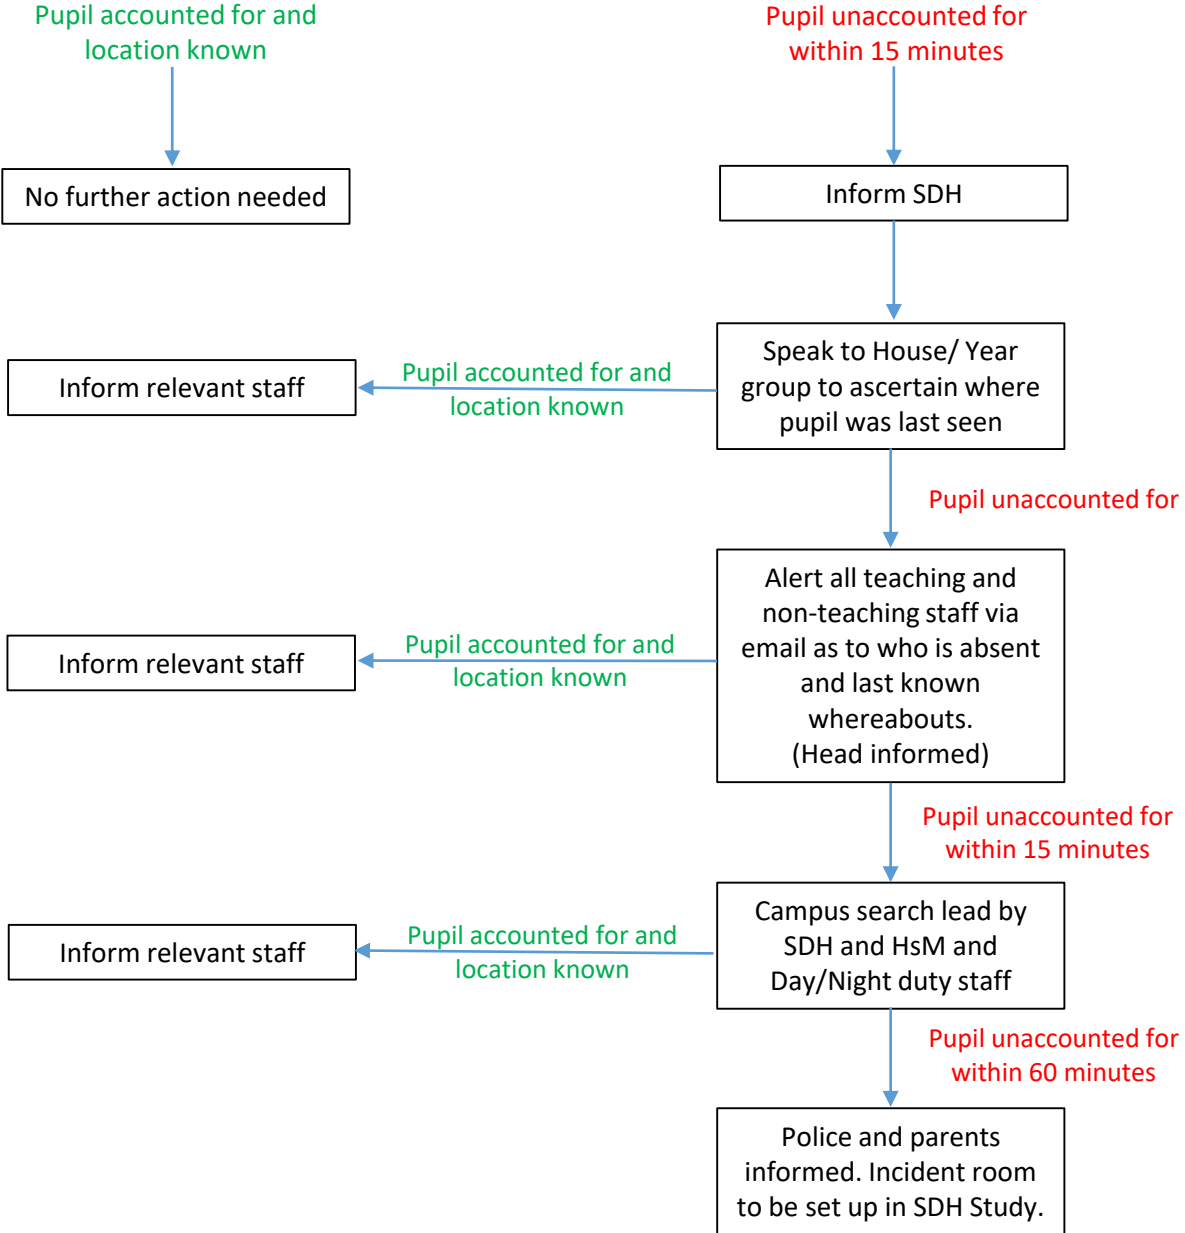 Pupil accounted for and
location known
Pupil unaccounted for
within 15 minutes
No further action needed
Inform SDH
Speak to House/ Year
group to ascertain where
pupil was last seen
Pupil accounted for and
location known
Inform relevant staff
Pupil unaccounted for
Alert all teaching and
non-teaching staff via
email as to who is absent
and last known
whereabouts.
(Head informed)
Pupil accounted for and
location known
Inform relevant staff
Pupil unaccounted for
within 15 minutes
Campus search lead by
SDH and HsM and
Day/Night duty staff
Pupil accounted for and
location known
Inform relevant staff
Pupil unaccounted for
within 60 minutes
Police and parents
informed. Incident room
to be set up in SDH Study.